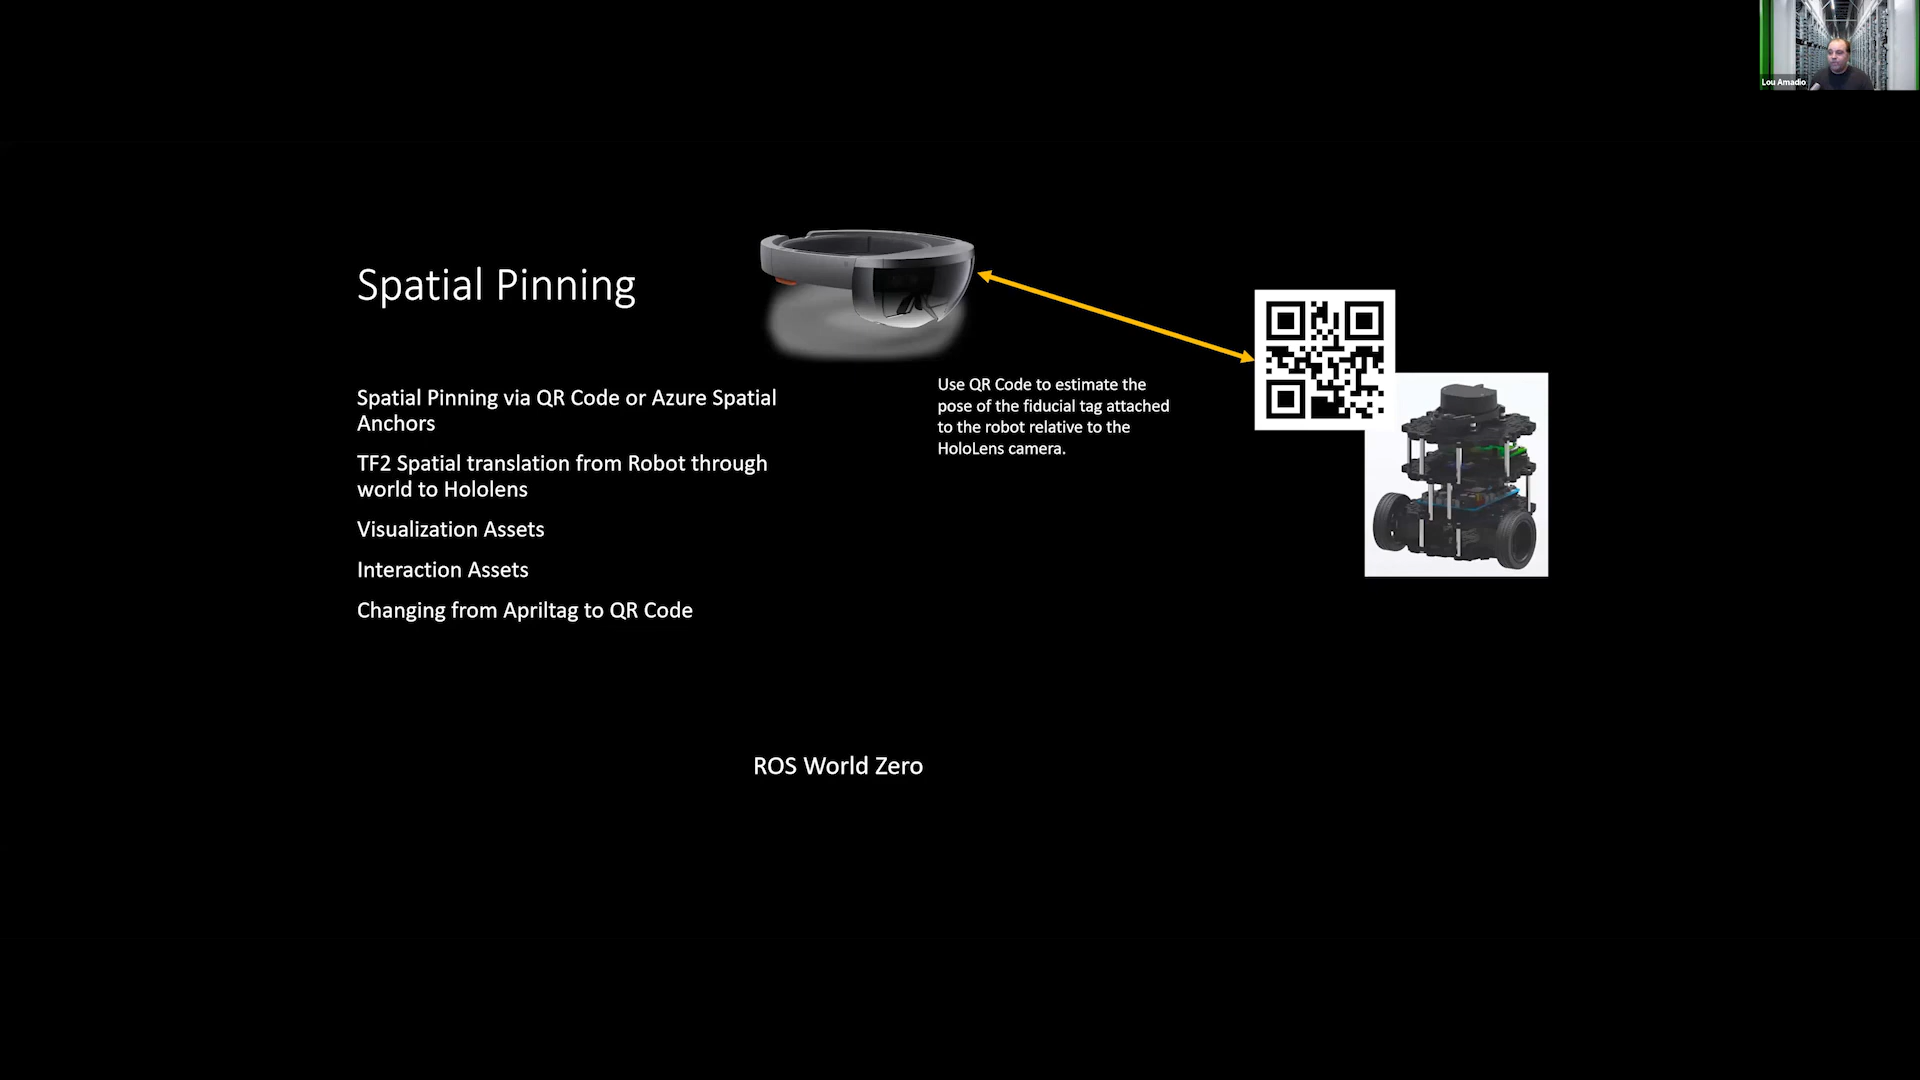 Lou Amadio
Spatial Pinning
Spatial Pinning via QR Code or Azure Spatial
Anchors
TF2 Spatial translation from Robot through
world to Hololens
Visualization Assets
Interaction Assets
Changing from Apriltag to QR Code
Use QR Code to estimate the
pose of the fiducial tag attached
to the robot relative to the
HoloLens camera.
ROS World Zero